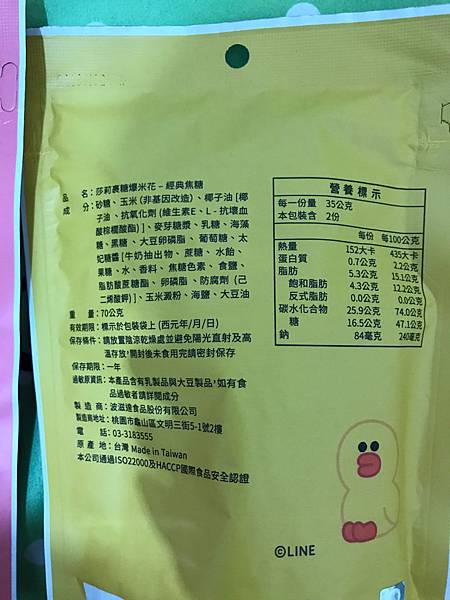 品　　名：莎莉裹糖爆米花－經典焦糖
成　　分：砂糖、玉米(非基因改造)、椰子油[椰
子油、抗氧化劑(維生素E、L-抗壞血
酸棕櫚酸酯)]、麥芽糖漿、乳糖、海藻
糖、黑糖、大豆卵磷脂、葡萄糖、太
妃糖醬[牛奶抽出物、蔗糖、水飴、
果糖、水、香料、焦糖色素、食鹽、
脂肪酸蔗糖酯、卵磷脂、防腐劑(己
二烯酸鉀)]、玉米澱粉、海鹽、大豆油
重　　量：70公克
有效期限：標示於包裝袋上(西元年/月/日)
保存條件：請放置陰涼乾燥處並避免陽光直射及高
溫存放，開封後未食用完請密封保存
保存期限：一年
過敏原資訊：本產品含有乳製品與大豆製品，如有食
品過敏者請詳閱成分
製 造 商：波滋達食品股份有限公司
製造商地址：桃園市龜山區文明三街5-1號2樓
電　　話：03-3183555
原 產 地：台灣 Made in Taiwan
本公司通過ISO22000及HACCP國際食品安全認證
營養標示
每一份量　35公克
本包裝含　2份
每份　每100公克
熱量　152大卡　435大卡
蛋白質　0.7公克　2.2公克
脂肪　5.3公克　15.1公克
飽和脂肪　4.3公克　12.2公克
反式脂肪　0.0公克　0.0公克
碳水化合物　25.9公克　74.0公克
糖　16.5公克　47.1公克
鈉　84毫克　240毫克
©LINE